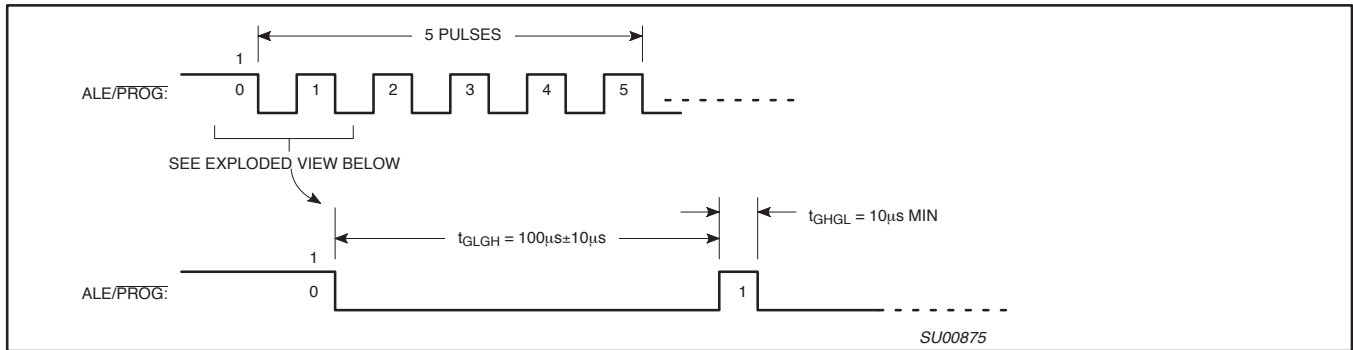 5 PULSES
1
ALE/PROG:
0 1 2 3 4 5
SEE EXPLODED VIEW BELOW
tGHGL = 10µs MIN
tGLGH = 100µs±10µs
1
ALE/PROG:
0 1
SU00875